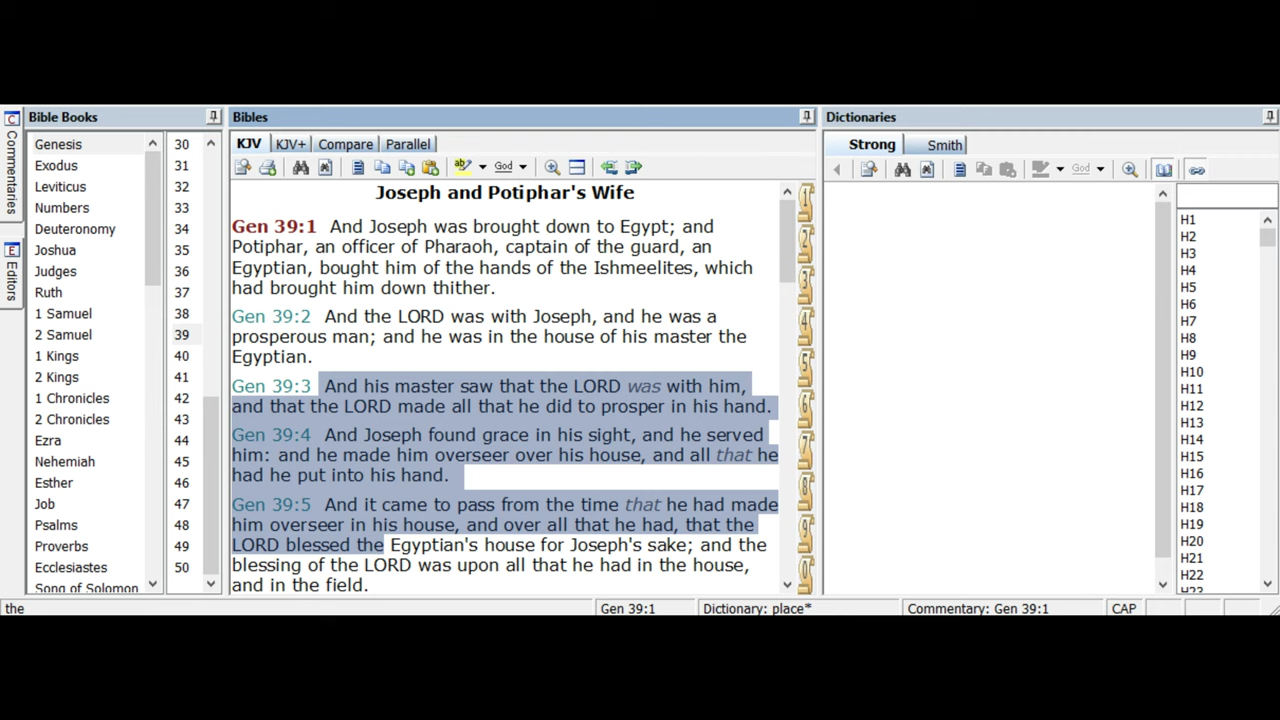 Bible Books
Bibles
Dictionaries
Commentaries
Editors
Genesis 30
Exodus 31
Leviticus 32
Numbers 33
Deuteronomy 34
Joshua 35
Judges 36
Ruth 37
1 Samuel 38
2 Samuel 39
1 Kings 40
2 Kings 41
1 Chronicles 42
2 Chronicles 43
Ezra 44
Nehemiah 45
Esther 46
Job 47
Psalms 48
Proverbs 49
Ecclesiastes 50
Song of Solomon
KJV KJV+ Compare Parallel
God
Joseph and Potiphar's Wife
Gen 39:1 And Joseph was brought down to Egypt; and
Potiphar, an officer of Pharaoh, captain of the guard, an
Egyptian, bought him of the hands of the Ishmeelites, which
had brought him down thither.
Gen 39:2 And the LORD was with Joseph, and he was a
prosperous man; and he was in the house of his master the
Egyptian.
Gen 39:3 And his master saw that the LORD was with him,
and that the LORD made all that he did to prosper in his hand.
Gen 39:4 And Joseph found grace in his sight, and he served
him: and he made him overseer over his house, and all that he
had he put into his hand.
Gen 39:5 And it came to pass from the time that he had made
him overseer in his house, and over all that he had, that the
LORD blessed the Egyptian's house for Joseph's sake; and the
blessing of the LORD was upon all that he had in the house,
and in the field.
1
2
3
4
5
6
7
8
9
0
Strong Smith
God
H1
H2
H3
H4
H5
H6
H7
H8
H9
H10
H11
H12
H13
H14
H15
H16
H17
H18
H19
H20
H21
H22
H23
the Gen 39:1 Dictionary: place* Commentary: Gen 39:1 CAP